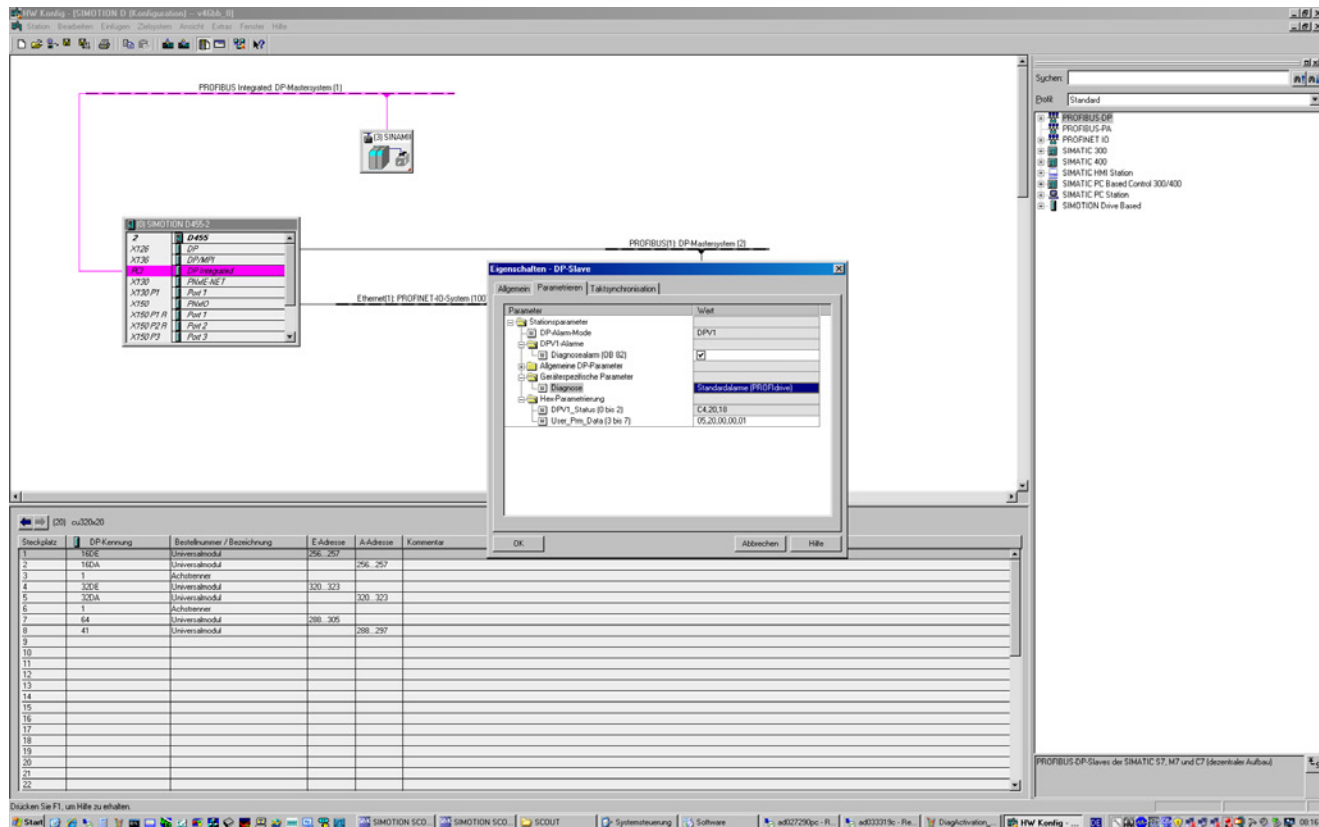 HW Konfig - [SIMOTION D (Konfiguration) -- v46bh_II]
Station Bearbeiten Einfügen Zielsystem Ansicht Extras Fenster Hilfe
PROFIBUS Integrated: DP-Mastersystem (1)
(3) SINAMI
(0) SIMOTION D455-2
2 D455
X126 DP
X136 DP/MPI
PCI DP Integrated
X130 PNxIE-NET
X130 P1 Port 1
X150 PNxIO
X150 P1 R Port 1
X150 P2 R Port 2
X150 P3 Port 3
PROFIBUS(1): DP-Mastersystem (2)
Ethernet(1): PROFINET-IO-System (100
Eigenschaften - DP-Slave
Allgemein Parametrieren Taktsynchronisation
Parameter Wert
Stationsparameter
DP-Alarm-Mode DPV1
DPV1-Alarme
Diagnosealarm (OB 82)
Allgemeine DP-Parameter
Gerätespezifische Parameter
Diagnose Standardalarme (PROFIdrive)
Hex-Parametrierung
DPV1_Status (0 bis 2) C4,20,18
User_Prm_Data (3 bis 7) 05,20,00,00,01
OK Abbrechen Hilfe
Suchen:
Profil: Standard
PROFIBUS-DP
PROFIBUS-PA
PROFINET IO
SIMATIC 300
SIMATIC 400
SIMATIC HMI Station
SIMATIC PC Based Control 300/400
SIMATIC PC Station
SIMOTION Drive Based
(20) cu320x20
Steckplatz DP-Kennung Bestellnummer / Bezeichnung E-Adresse A-Adresse Kommentar
1 16DE Universalmodul 256...257
2 16DA Universalmodul 256...257
3 1 Achstrenner
4 32DE Universalmodul 320...323
5 32DA Universalmodul 320...323
6 1 Achstrenner
7 64 Universalmodul 288...305
8 41 Universalmodul 288...297
9
10
11
12
13
14
15
16
17
18
19
20
21
22
PROFIBUS-DP-Slaves der SIMATIC S7, M7 und C7 (dezentraler Aufbau)
Drücken Sie F1, um Hilfe zu erhalten.
Start SIMOTION SCO... SIMOTION SCO... SCOUT Systemsteuerung Software ad027290pc - R... ad033319c - Re... DiagActivation_... HW Konfig - ... DE 08:16